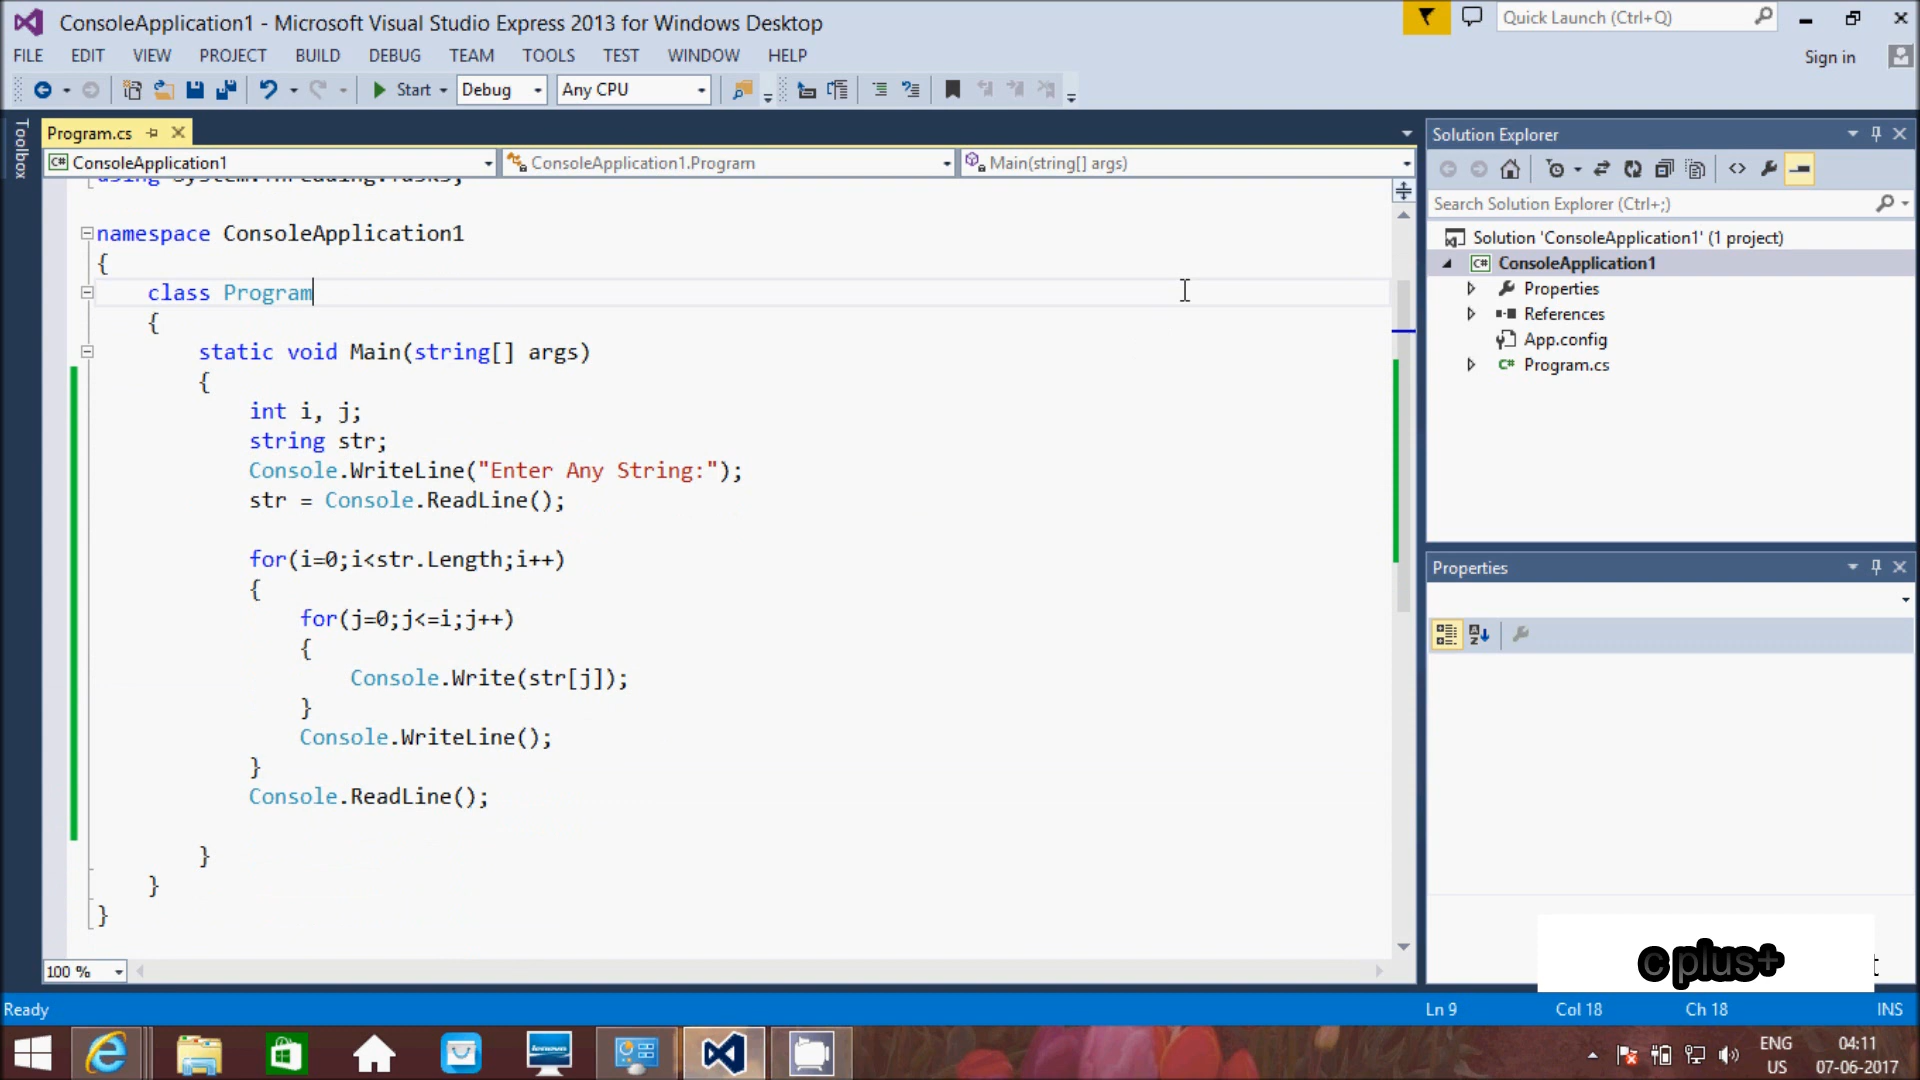 ConsoleApplication1 - Microsoft Visual Studio Express 2013 for Windows Desktop
Quick Launch (Ctrl+Q)
FILE EDIT VIEW PROJECT BUILD DEBUG TEAM TOOLS TEST WINDOW HELP
Sign in
Start Debug Any CPU
Toolbox
Program.cs
ConsoleApplication1 ConsoleApplication1.Program Main(string[] args)
using System.Threading.Tasks;
namespace ConsoleApplication1
{
class Program
{
static void Main(string[] args)
{
int i, j;
string str;
Console.WriteLine("Enter Any String:");
str = Console.ReadLine();
for(i=0;i<str.Length;i++)
{
for(j=0;j<=i;j++)
{
Console.Write(str[j]);
}
Console.WriteLine();
}
Console.ReadLine();
}
}
}
100 %
Solution Explorer
Search Solution Explorer (Ctrl+;)
Solution 'ConsoleApplication1' (1 project)
ConsoleApplication1
Properties
References
App.config
Program.cs
Properties
c plus+
t
Ready
Ln 9 Col 18 Ch 18 INS
ENG
US
04:11
07-06-2017